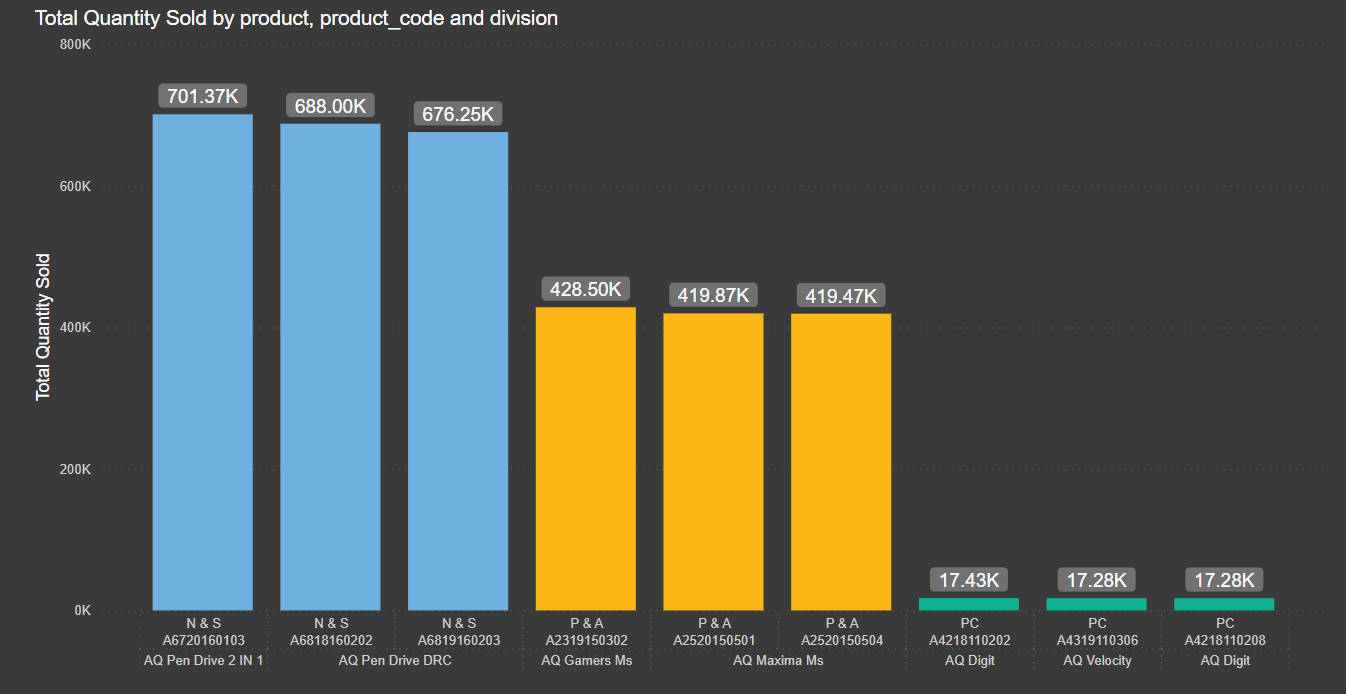 Total Quantity Sold by product, product_code and division
800K
600K
400K
200K
0K
Total Quantity Sold
701.37K
688.00K
676.25K
428.50K
419.87K
419.47K
17.43K
17.28K
17.28K
N & S N & S N & S P & A P & A P & A PC PC PC
A6720160103 A6818160202 A6819160203 A2319150302 A2520150501 A2520150504 A4218110202 A4319110306 A4218110208
AQ Pen Drive 2 IN 1 AQ Pen Drive DRC AQ Gamers Ms AQ Maxima Ms AQ Digit AQ Velocity AQ Digit